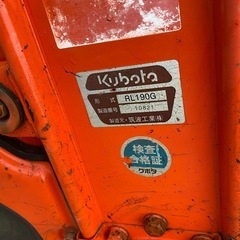 Kubota
形式 RL190G
製造番号 10821
製造元・筑波工業(株)
検査
合格証
クボタ